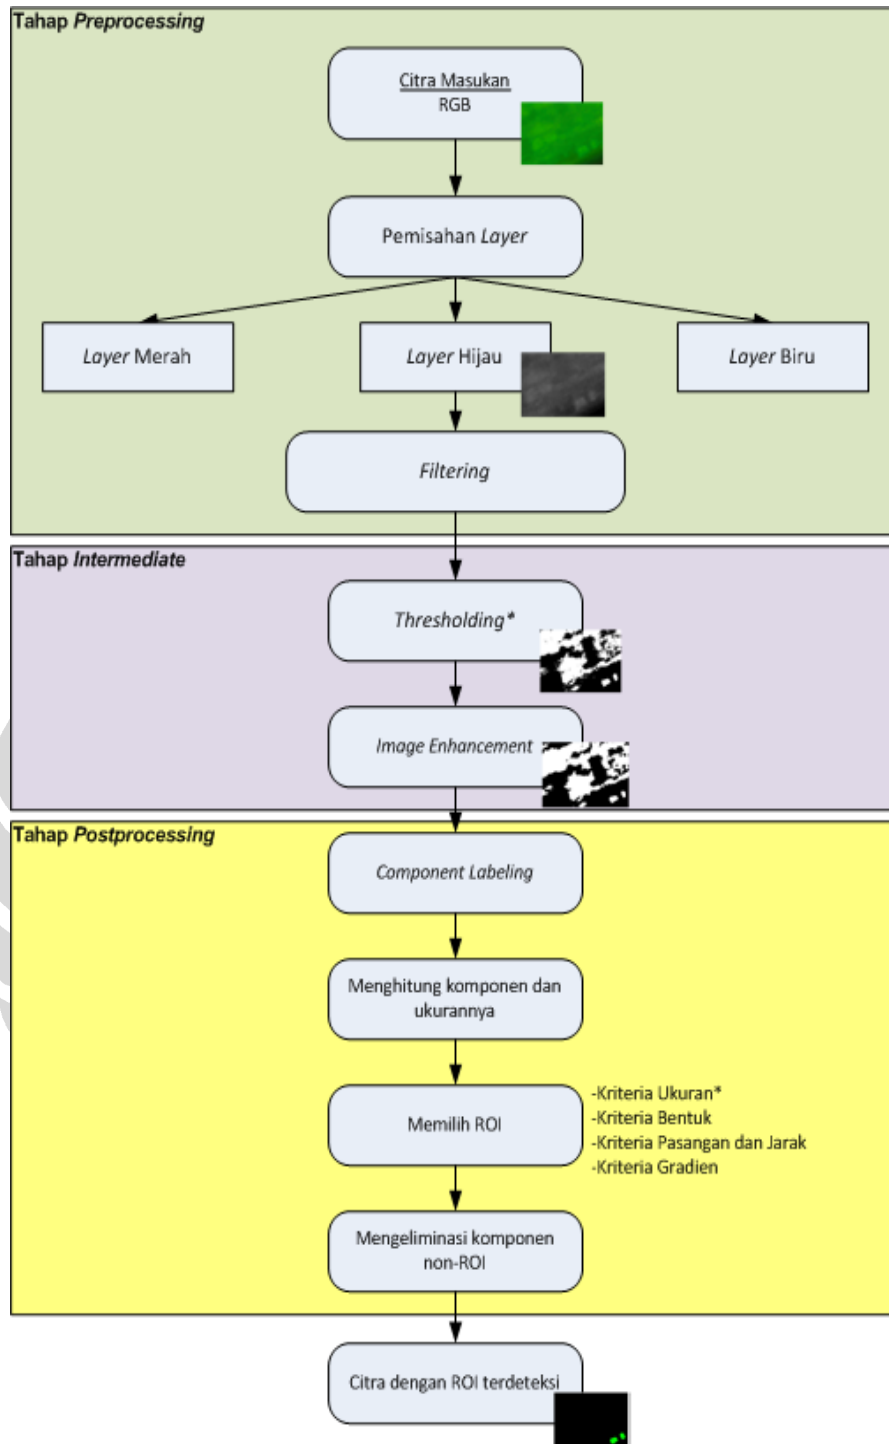 Tahap Preprocessing
Citra Masukan
RGB
Pemisahan Layer
Layer Merah
Layer Hijau
Layer Biru
Filtering
Tahap Intermediate
Thresholding*
Image Enhancement
Tahap Postprocessing
Component Labeling
Menghitung komponen dan
ukurannya
Memilih ROI
-Kriteria Ukuran*
-Kriteria Bentuk
-Kriteria Pasangan dan Jarak
-Kriteria Gradien
Mengeliminasi komponen
non-ROI
Citra dengan ROI terdeteksi